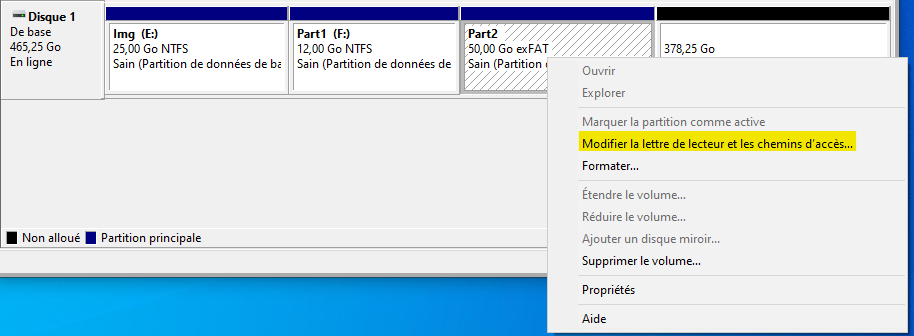 Disque 1
De base
465,25 Go
En ligne
Img (E:)
25,00 Go NTFS
Sain (Partition de données de ba
Part1 (F:)
12,00 Go NTFS
Sain (Partition de données de
Part2
50,00 Go exFAT
Sain (Partition d
378,25 Go
Ouvrir
Explorer
Marquer la partition comme active
Modifier la lettre de lecteur et les chemins d'accès...
Formater...
Étendre le volume...
Réduire le volume...
Ajouter un disque miroir...
Supprimer le volume...
Propriétés
Aide
Non alloué
Partition principale